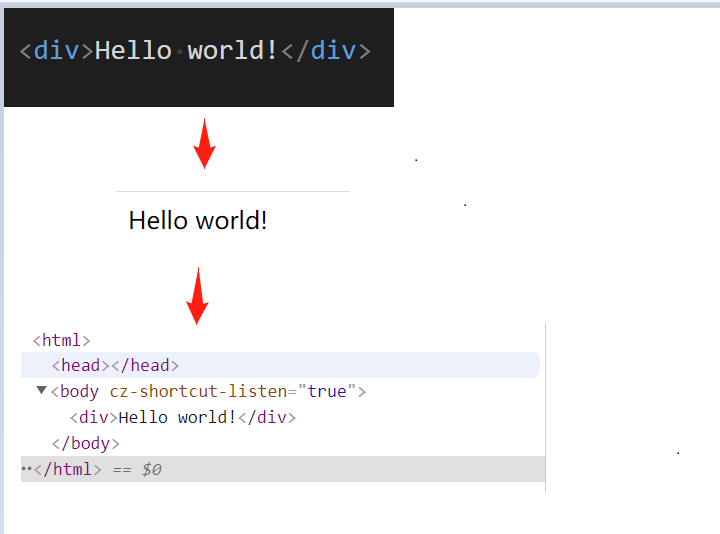 <div>Hello world!</div>
Hello world!
<html>
<head></head>
<body cz-shortcut-listen="true">
<div>Hello world!</div>
</body>
</html> == $0